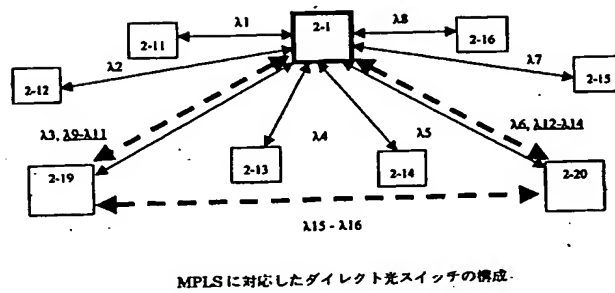 λ1
2-1
λ8
2-11
2-16
λ2
λ7
2-12
2-15
λ3, λ9-λ11
λ4
λ5
λ6, λ12-λ14
2-19
2-13
2-14
2-20
λ15 - λ16
MPLSに対応したダイレクト光スイッチの構成